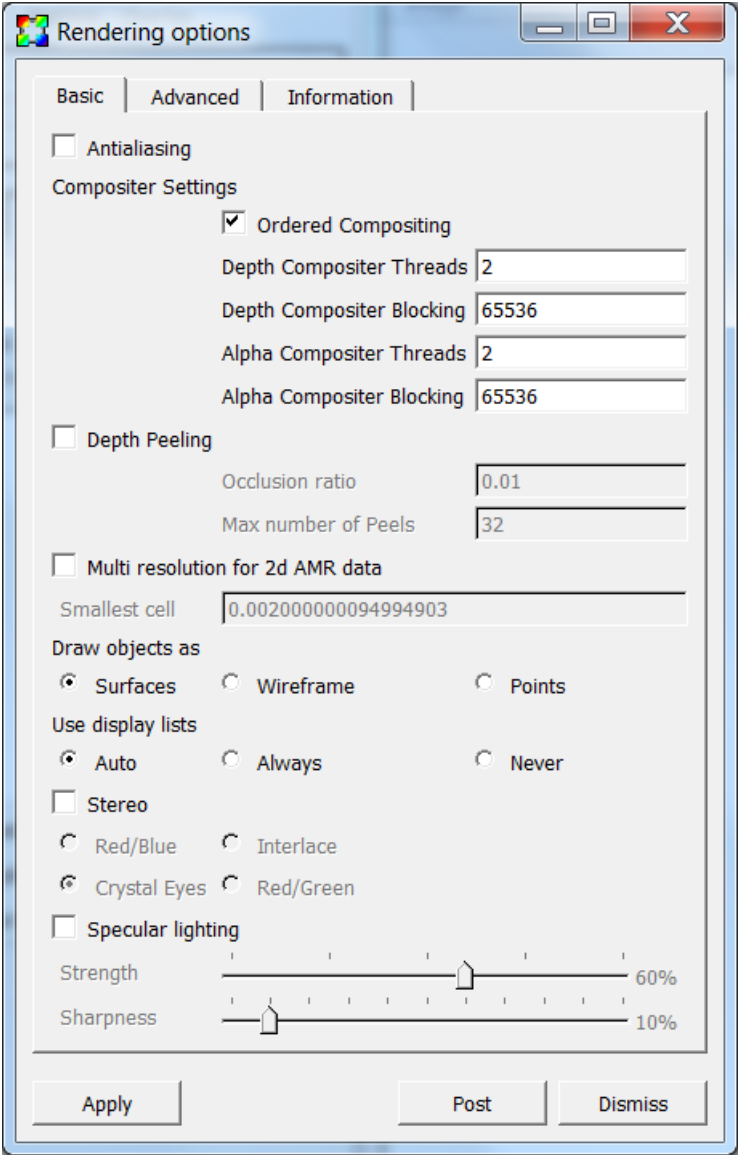 Rendering options
Basic Advanced Information
Antialiasing
Compositer Settings
Ordered Compositing
Depth Compositer Threads 2
Depth Compositer Blocking 65536
Alpha Compositer Threads 2
Alpha Compositer Blocking 65536
Depth Peeling
Occlusion ratio 0.01
Max number of Peels 32
Multi resolution for 2d AMR data
Smallest cell 0.002000000094994903
Draw objects as
Surfaces Wireframe Points
Use display lists
Auto Always Never
Stereo
Red/Blue Interlace
Crystal Eyes Red/Green
Specular lighting
Strength 60%
Sharpness 10%
Apply Post Dismiss